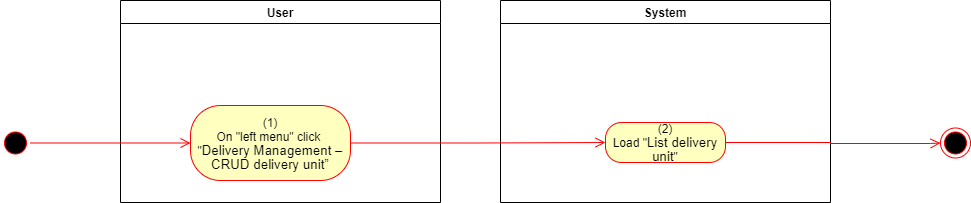 User
System
(1)
On "left menu" click
“Delivery Management –
CRUD delivery unit”
(2)
Load "List delivery
unit"